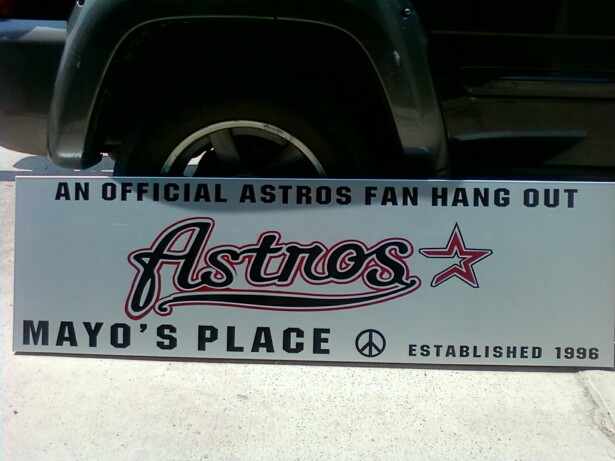 AN OFFICIAL ASTROS FAN HANG OUT
Astros
MAYO'S PLACE
ESTABLISHED 1996